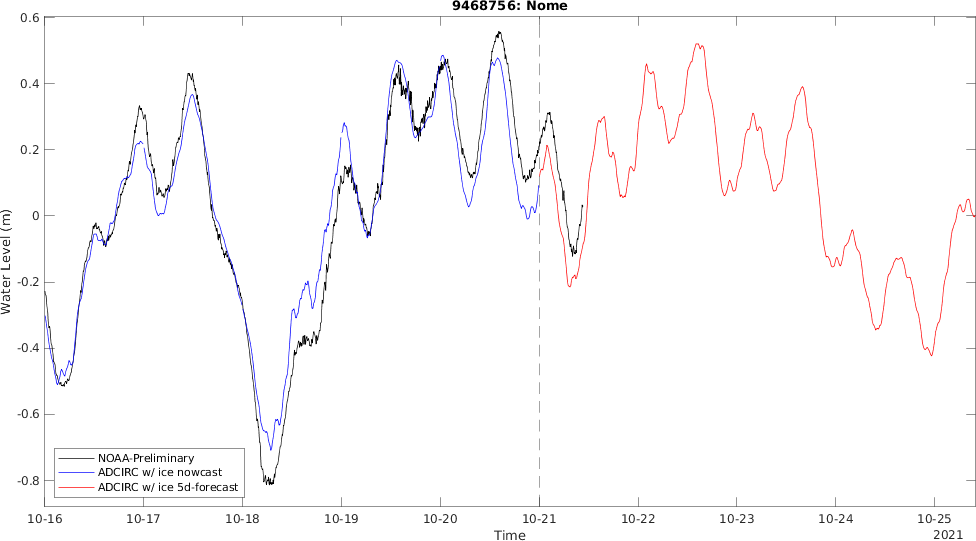 9468756: Nome
0.6
0.4
0.2
0
-0.2
-0.4
-0.6
-0.8
Water Level (m)
NOAA-Preliminary
ADCIRC w/ ice nowcast
ADCIRC w/ ice 5d-forecast
10-16 10-17 10-18 10-19 10-20 10-21 10-22 10-23 10-24 10-25
Time
2021